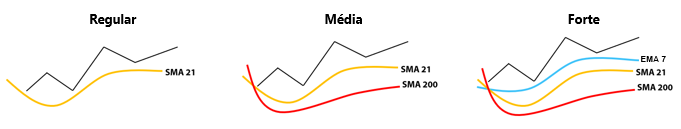 Regular
SMA 21
Média
SMA 21
SMA 200
Forte
EMA 7
SMA 21
SMA 200